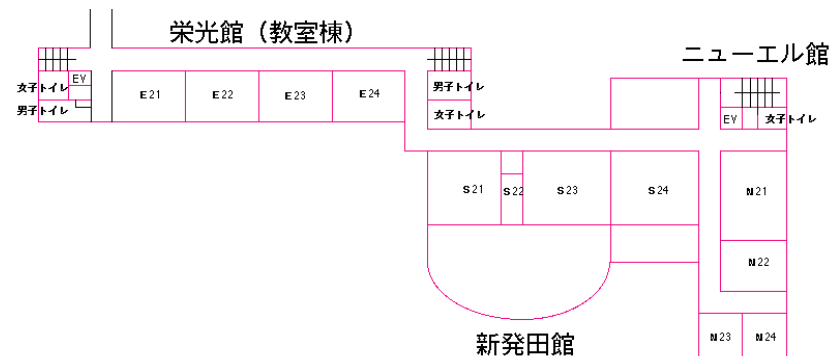 栄光館（教室棟）
ニューエル館
女子トイレ
EV
男子トイレ
E21
E22
E23
E24
男子トイレ
女子トイレ
EV
女子トイレ
S21
S22
S23
S24
N21
N22
新発田館
N23
N24